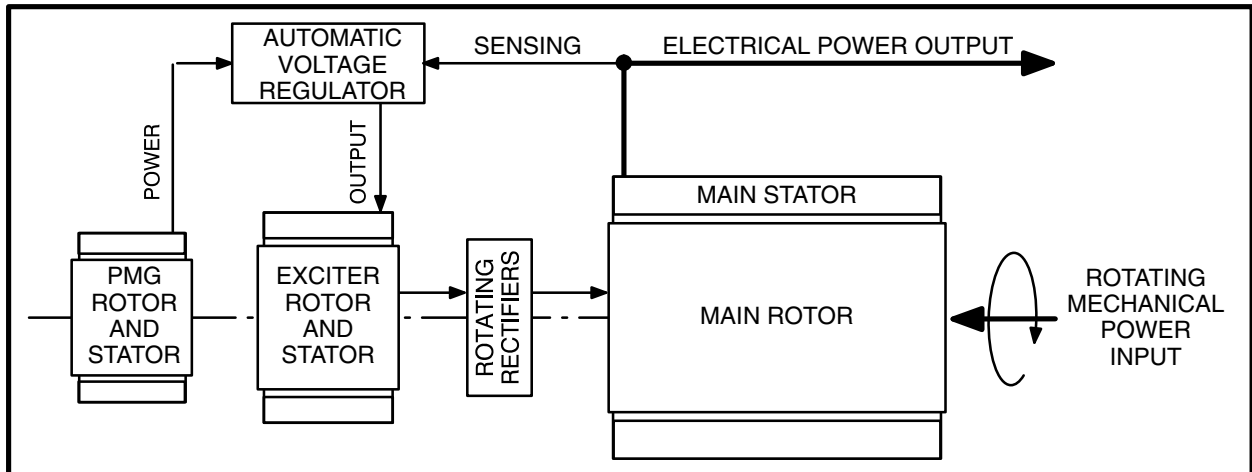 AUTOMATIC
VOLTAGE
REGULATOR
SENSING
ELECTRICAL POWER OUTPUT
POWER
OUTPUT
MAIN STATOR
PMG
ROTOR
AND
STATOR
EXCITER
ROTOR
AND
STATOR
ROTATING
RECTIFIERS
MAIN ROTOR
ROTATING
MECHANICAL
POWER
INPUT